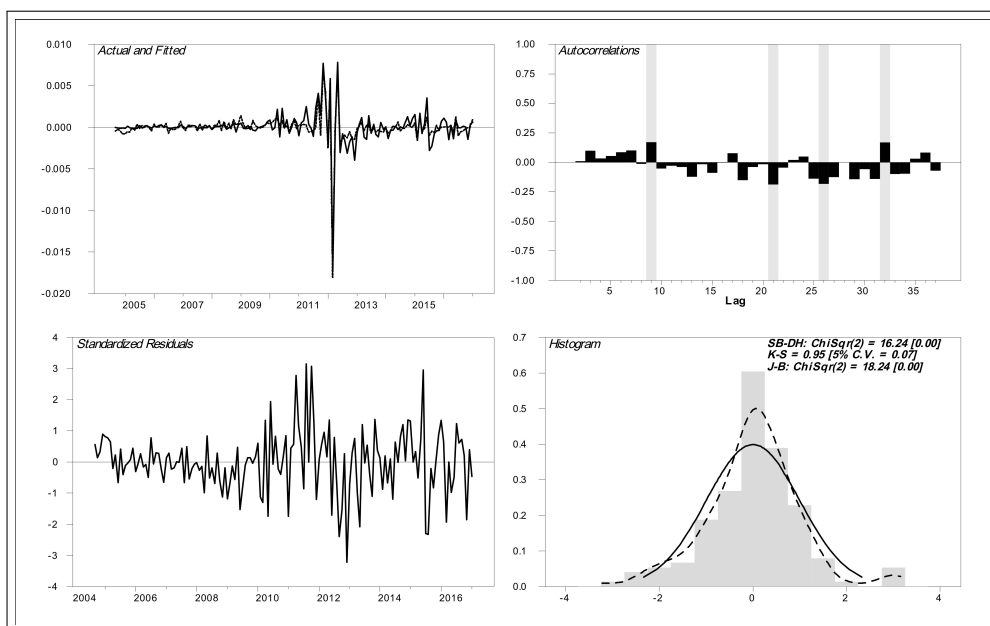 Actual and Fitted
0.010
0.005
0.000
-0.005
-0.010
-0.015
-0.020
2005 2007 2009 2011 2013 2015
Autocorrelations
1.00
0.75
0.50
0.25
0.00
-0.25
-0.50
-0.75
-1.00
5 10 15 20 25 30 35
Lag
Standardized Residuals
4
3
2
1
0
-1
-2
-3
-4
2004 2006 2008 2010 2012 2014 2016
Histogram
SB-DH: ChiSqr(2) = 16.24 [0.00]
K-S = 0.95 [5% C.V. = 0.07]
J-B: ChiSqr(2) = 18.24 [0.00]
0.7
0.6
0.5
0.4
0.3
0.2
0.1
0.0
-4 -2 0 2 4